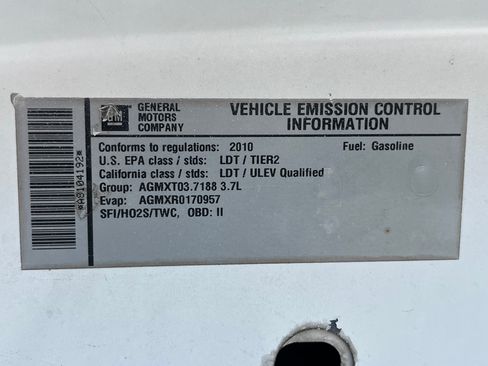 GM
GENERAL
MOTORS
COMPANY
VEHICLE EMISSION CONTROL
INFORMATION
Conforms to regulations: 2010
Fuel: Gasoline
U.S. EPA class / stds: LDT / TIER2
California class / stds: LDT / ULEV Qualified
Group: AGMXT03.7188 3.7L
Evap: AGMXR0170957
SFI/HO2S/TWC, OBD: II